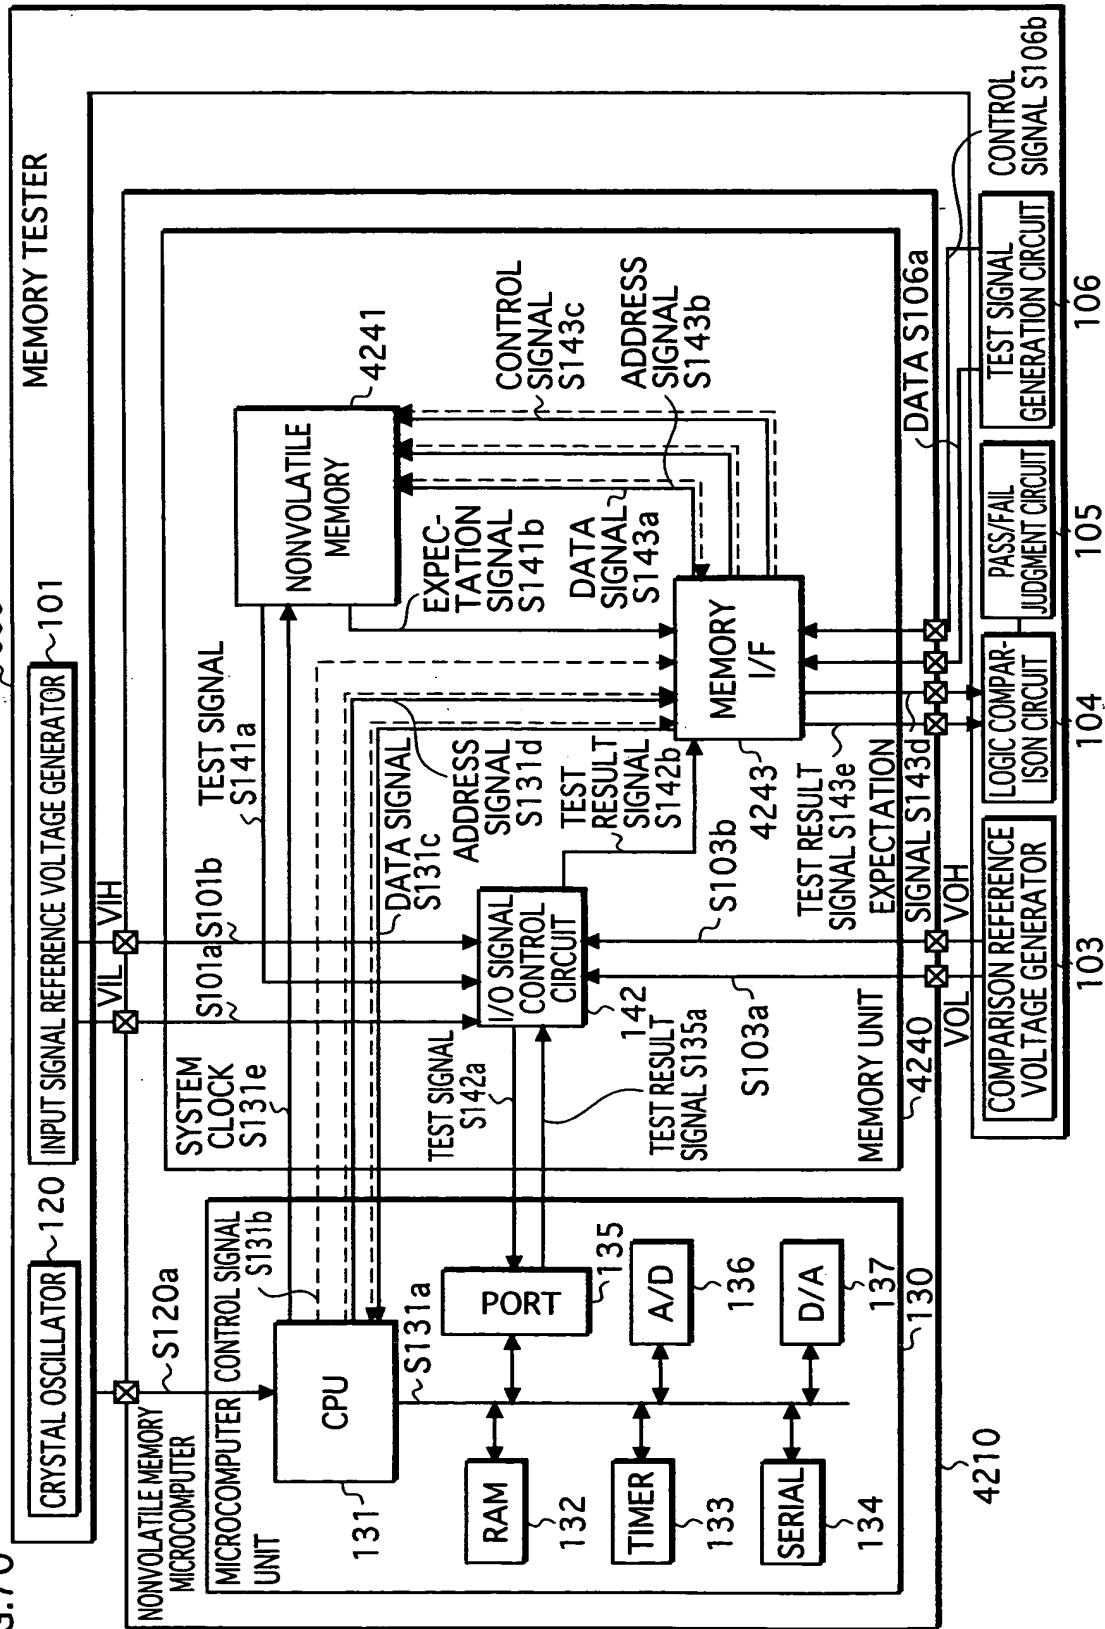 MEMORY TESTER
CRYSTAL OSCILLATOR
120
INPUT SIGNAL REFERENCE VOLTAGE GENERATOR
101
S120a
VIL
VIH
S101a
S101b
NONVOLATILE MEMORY
MICROCOMPUTER
MICROCOMPUTER
UNIT
CONTROL SIGNAL
S131b
SYSTEM
CLOCK
S131e
TEST SIGNAL
S141a
NONVOLATILE
MEMORY
4241
CPU
131
S131a
DATA SIGNAL
S131c
ADDRESS
SIGNAL
S131d
EXPEC-
TATION
SIGNAL
S141b
DATA
SIGNAL
S143a
CONTROL
SIGNAL
S143c
ADDRESS
SIGNAL
S143b
RAM
132
PORT
135
TEST SIGNAL
S142a
I/O SIGNAL
CONTROL
CIRCUIT
142
TEST
RESULT
SIGNAL
S142b
MEMORY
I/F
4243
TIMER
133
A/D
136
TEST RESULT
SIGNAL S135a
S103a
S103b
TEST RESULT
SIGNAL S143e
EXPECTATION
SIGNAL S143d
DATA S106a
CONTROL
SIGNAL S106b
SERIAL
134
D/A
137
130
MEMORY UNIT
4240
4210
VOL
VOH
COMPARISON REFERENCE
VOLTAGE GENERATOR
103
LOGIC COMPAR-
ISON CIRCUIT
104
PASS/FAIL
JUDGMENT CIRCUIT
105
TEST SIGNAL
GENERATION CIRCUIT
106